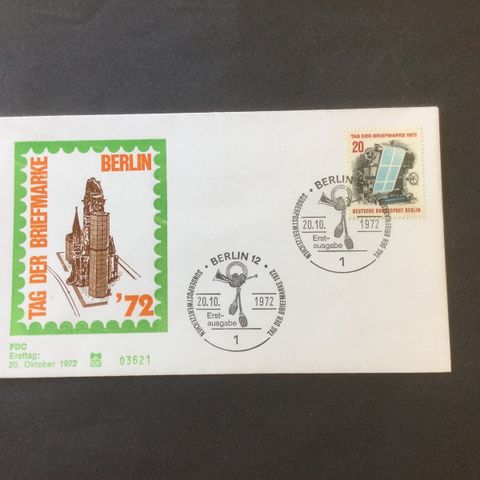 TAG DER BRIEFMARKE
BERLIN
'72
FDC
Ersttag:
20. Oktober 1972
03621
BERLIN 12
SONDERPOSTWERTZEICHEN
20.10. 1972
Erst-
ausgabe
TAG DER BRIEFMARKE 1972
1
BERLIN 12
SONDERPOSTWERTZEICHEN
20.10. 1972
Erst-
ausgabe
TAG DER BRIEFMARKE
1
TAG DER BRIEFMARKE 1972
20
DEUTSCHE BUNDESPOST BERLIN